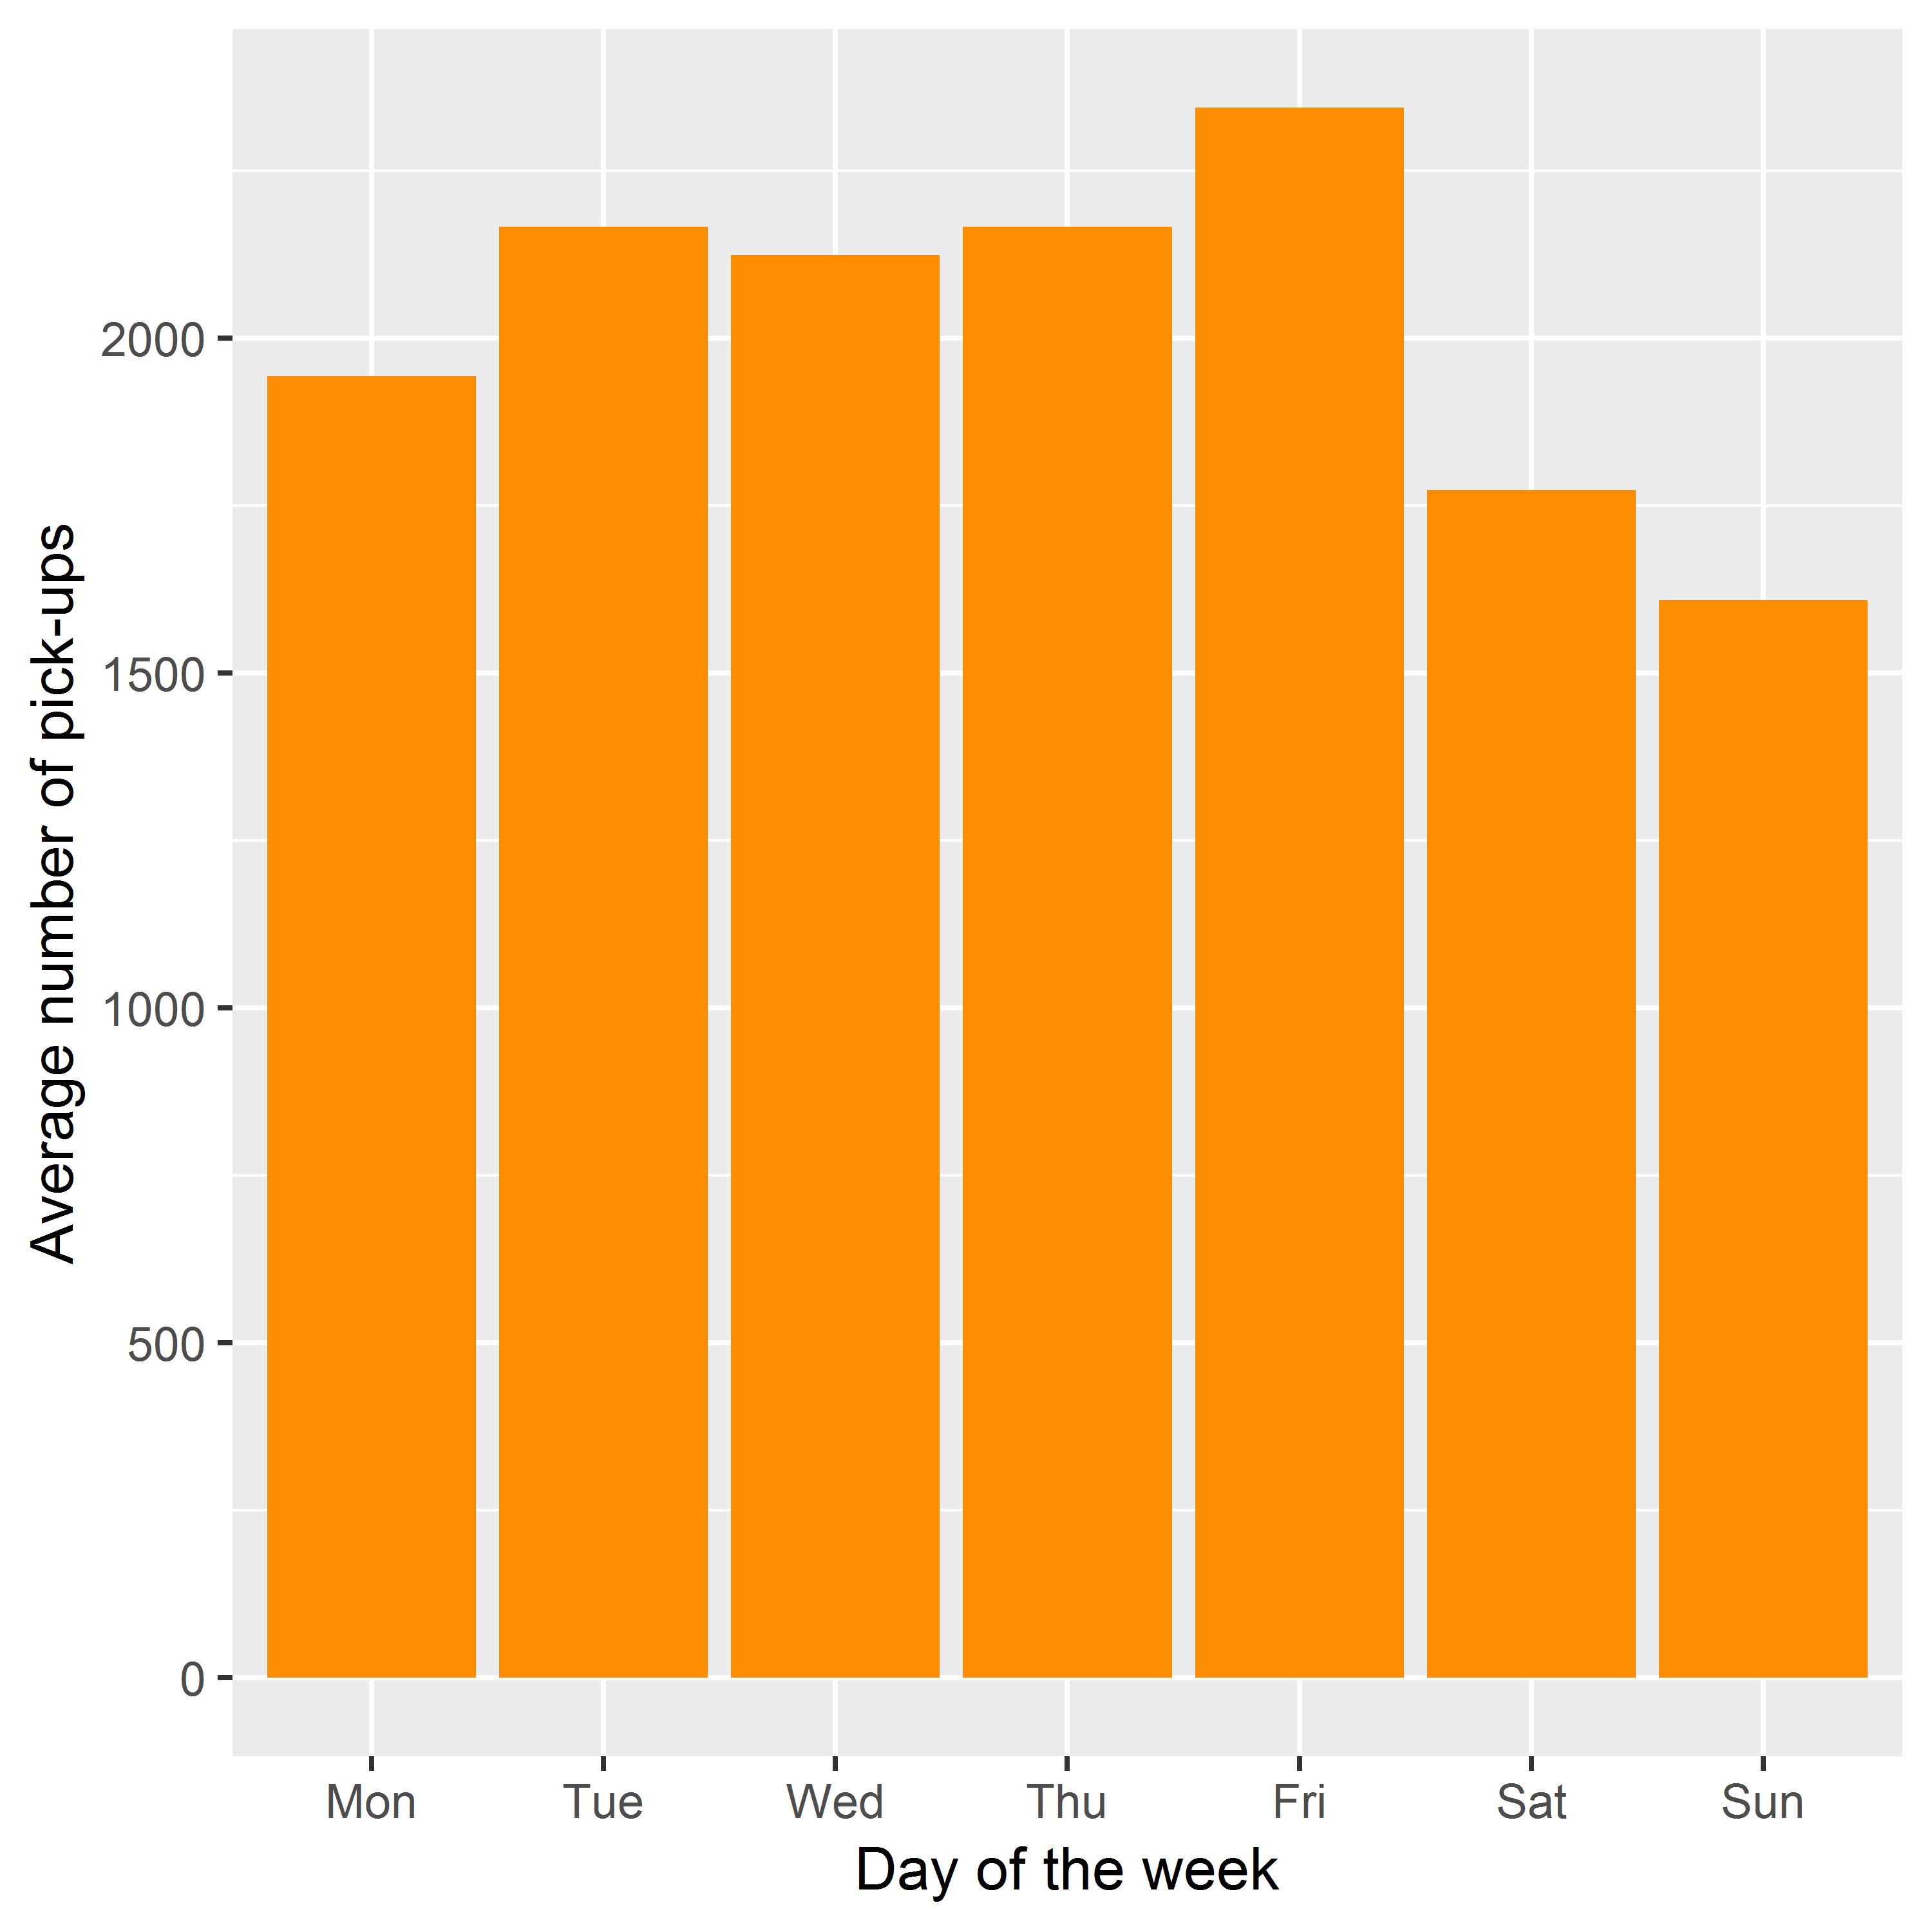 Average number of pick-ups
2000
1500
1000
500
0
Mon Tue Wed Thu Fri Sat Sun
Day of the week